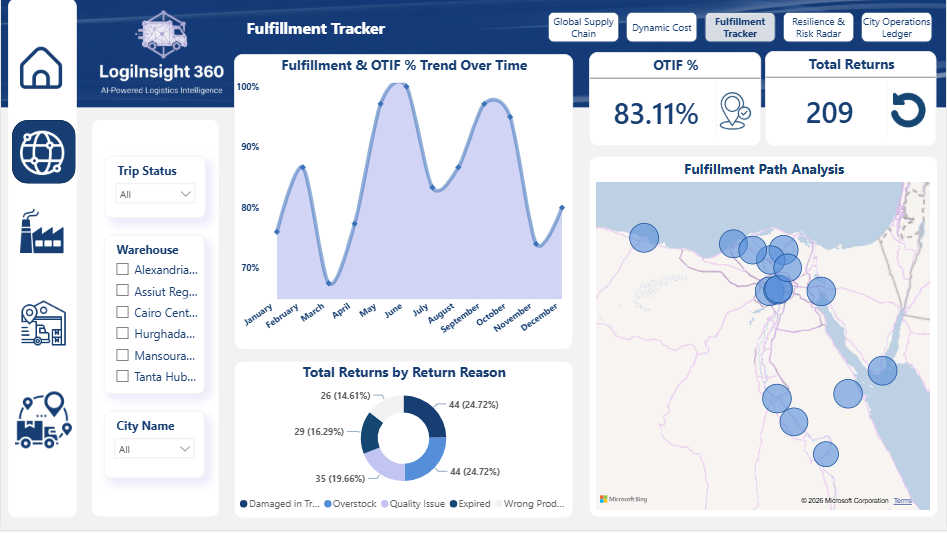 LogiInsight 360
AI-Powered Logistics Intelligence
Fulfillment Tracker
Global Supply
Chain
Dynamic Cost
Fulfillment
Tracker
Resilience &
Risk Radar
City Operations
Ledger
Trip Status
All
Warehouse
Alexandria...
Assiut Reg...
Cairo Cent...
Hurghada...
Mansoura...
Tanta Hub...
City Name
All
Fulfillment & OTIF % Trend Over Time
100%
90%
80%
70%
January
February
March
April
May
June
July
August
September
October
November
December
Total Returns by Return Reason
26 (14.61%)
44 (24.72%)
29 (16.29%)
35 (19.66%)
44 (24.72%)
Damaged in Tr... Overstock Quality Issue Expired Wrong Prod...
OTIF %
83.11%
Total Returns
209
Fulfillment Path Analysis
Microsoft Bing
© 2026 Microsoft Corporation Terms